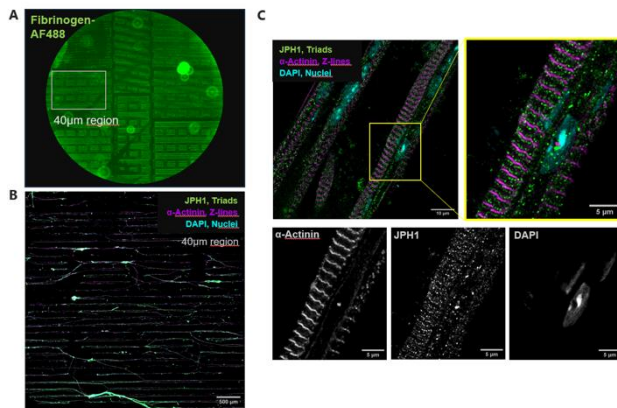 A
Fibrinogen-
AF488
40μm region
B
JPH1, Triads
α-Actinin, Z-lines
DAPI, Nuclei
40μm region
500 μm
C
JPH1, Triads
α-Actinin, Z-lines
DAPI, Nuclei
10 μm
5 μm
α-Actinin
5 μm
JPH1
5 μm
DAPI
5 μm